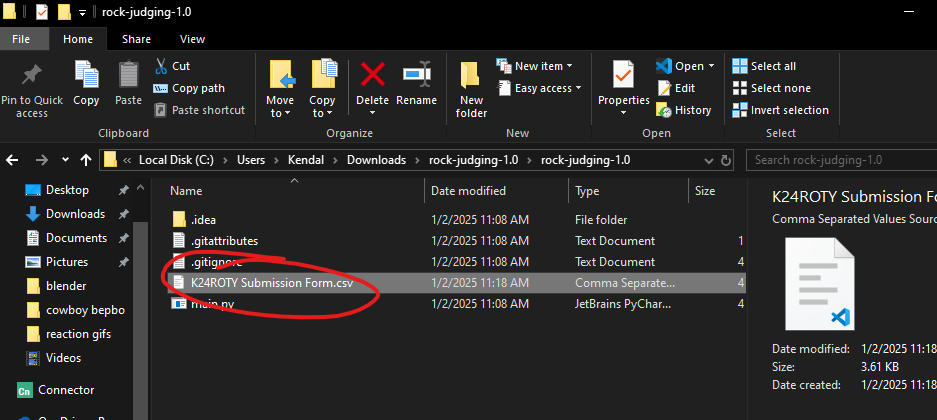 rock-judging-1.0
File Home Share View
Pin to Quick access
Copy
Paste
Cut
Copy path
Paste shortcut
Clipboard
Move to
Copy to
Delete
Rename
Organize
New folder
New item
Easy access
New
Properties
Open
Edit
History
Open
Select all
Select none
Invert selection
Select
Local Disk (C:) Users Kendal Downloads rock-judging-1.0 rock-judging-1.0
Search rock-judging-1.0
Desktop
Downloads
Documents
Pictures
blender
cowboy bepbo
reaction gifs
Videos
Cn Connector
Name Date modified Type Size
.idea 1/2/2025 11:08 AM File folder
.gitattributes 1/2/2025 11:08 AM Text Document 1
.gitignore 1/2/2025 11:08 AM Text Document 4
K24ROTY Submission Form.csv 1/2/2025 11:18 AM Comma Separate... 4
main.py 1/2/2025 11:08 AM JetBrains PyChar... 4
K24ROTY Submission Fo
Comma Separated Values Sourc
Date modified: 1/2/2025 11:18
Size: 3.61 KB
Date created: 1/2/2025 11:18